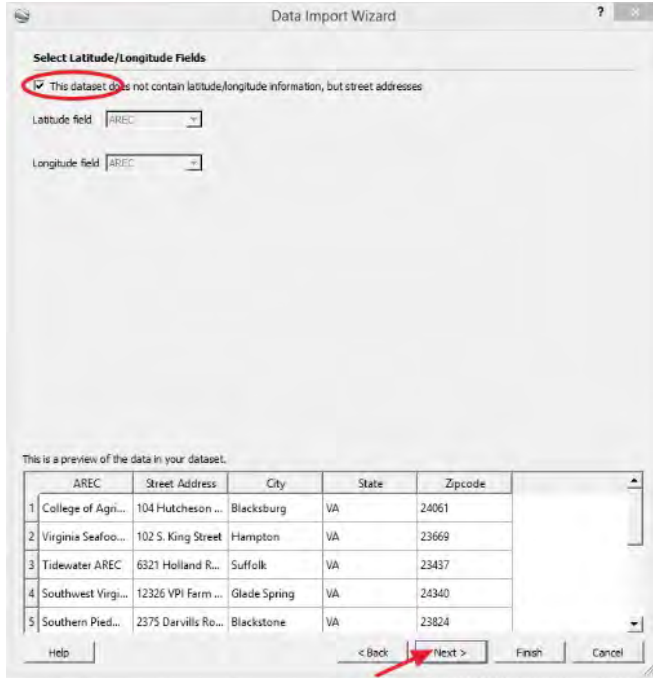 Data Import Wizard ?
Select Latitude/Longitude Fields
This dataset does not contain latitude/longitude information, but street addresses
Latitude field AREC
Longitude field AREC
This is a preview of the data in your dataset.
AREC Street Address City State Zipcode
1 College of Agri... 104 Hutcheson ... Blacksburg VA 24061
2 Virginia Seafoo... 102 S. King Street Hampton VA 23669
3 Tidewater AREC 6321 Holland R... Suffolk VA 23437
4 Southwest Virgi... 12326 VPI Farm ... Glade Spring VA 24340
5 Southern Pied... 2375 Darvills Ro... Blackstone VA 23824
Help < Back Next > Finish Cancel